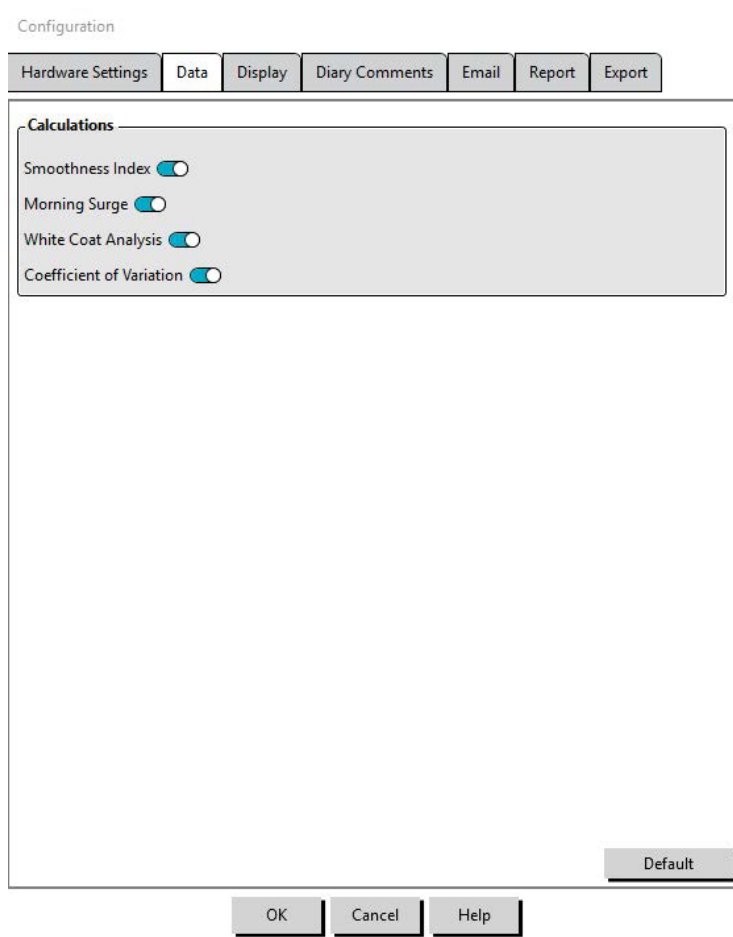 Configuration
Hardware Settings Data Display Diary Comments Email Report Export
Calculations
Smoothness Index
Morning Surge
White Coat Analysis
Coefficient of Variation
Default
OK Cancel Help